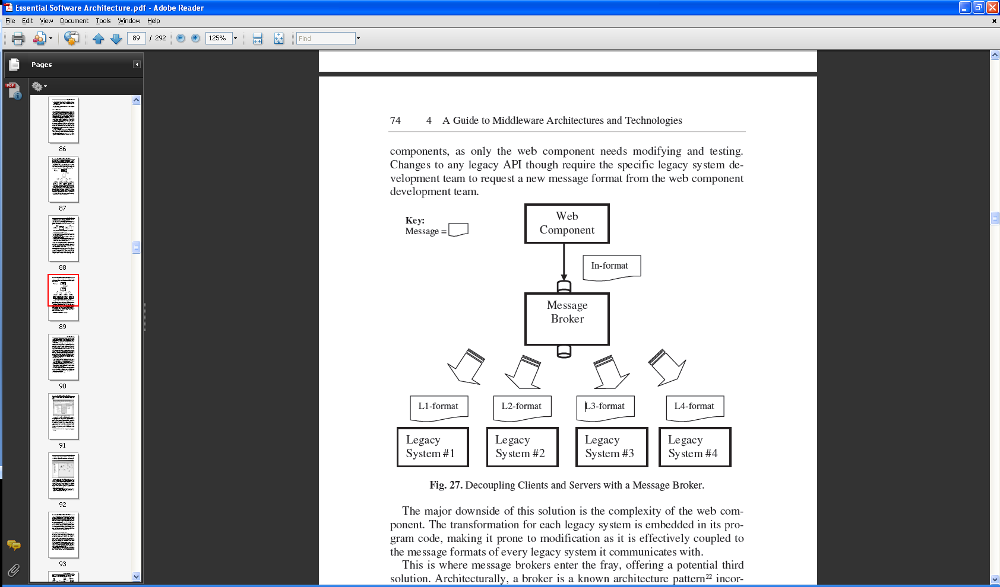 Essential Software Architecture.pdf - Adobe Reader
File Edit View Document Tools Window Help
89 / 292 125% Find
Pages
86
87
88
89
90
91
92
93
74 4 A Guide to Middleware Architectures and Technologies
components, as only the web component needs modifying and testing.
Changes to any legacy API though require the specific legacy system de-
velopment team to request a new message format from the web component
development team.
Key:
Message =
Web
Component
In-format
Message
Broker
L1-format L2-format L3-format L4-format
Legacy Legacy Legacy Legacy
System #1 System #2 System #3 System #4
Fig. 27. Decoupling Clients and Servers with a Message Broker.
The major downside of this solution is the complexity of the web com-
ponent. The transformation for each legacy system is embedded in its pro-
gram code, making it prone to modification as it is effectively coupled to
the message formats of every legacy system it communicates with.
This is where message brokers enter the fray, offering a potential third
solution. Architecturally, a broker is a known architecture pattern²² incor-